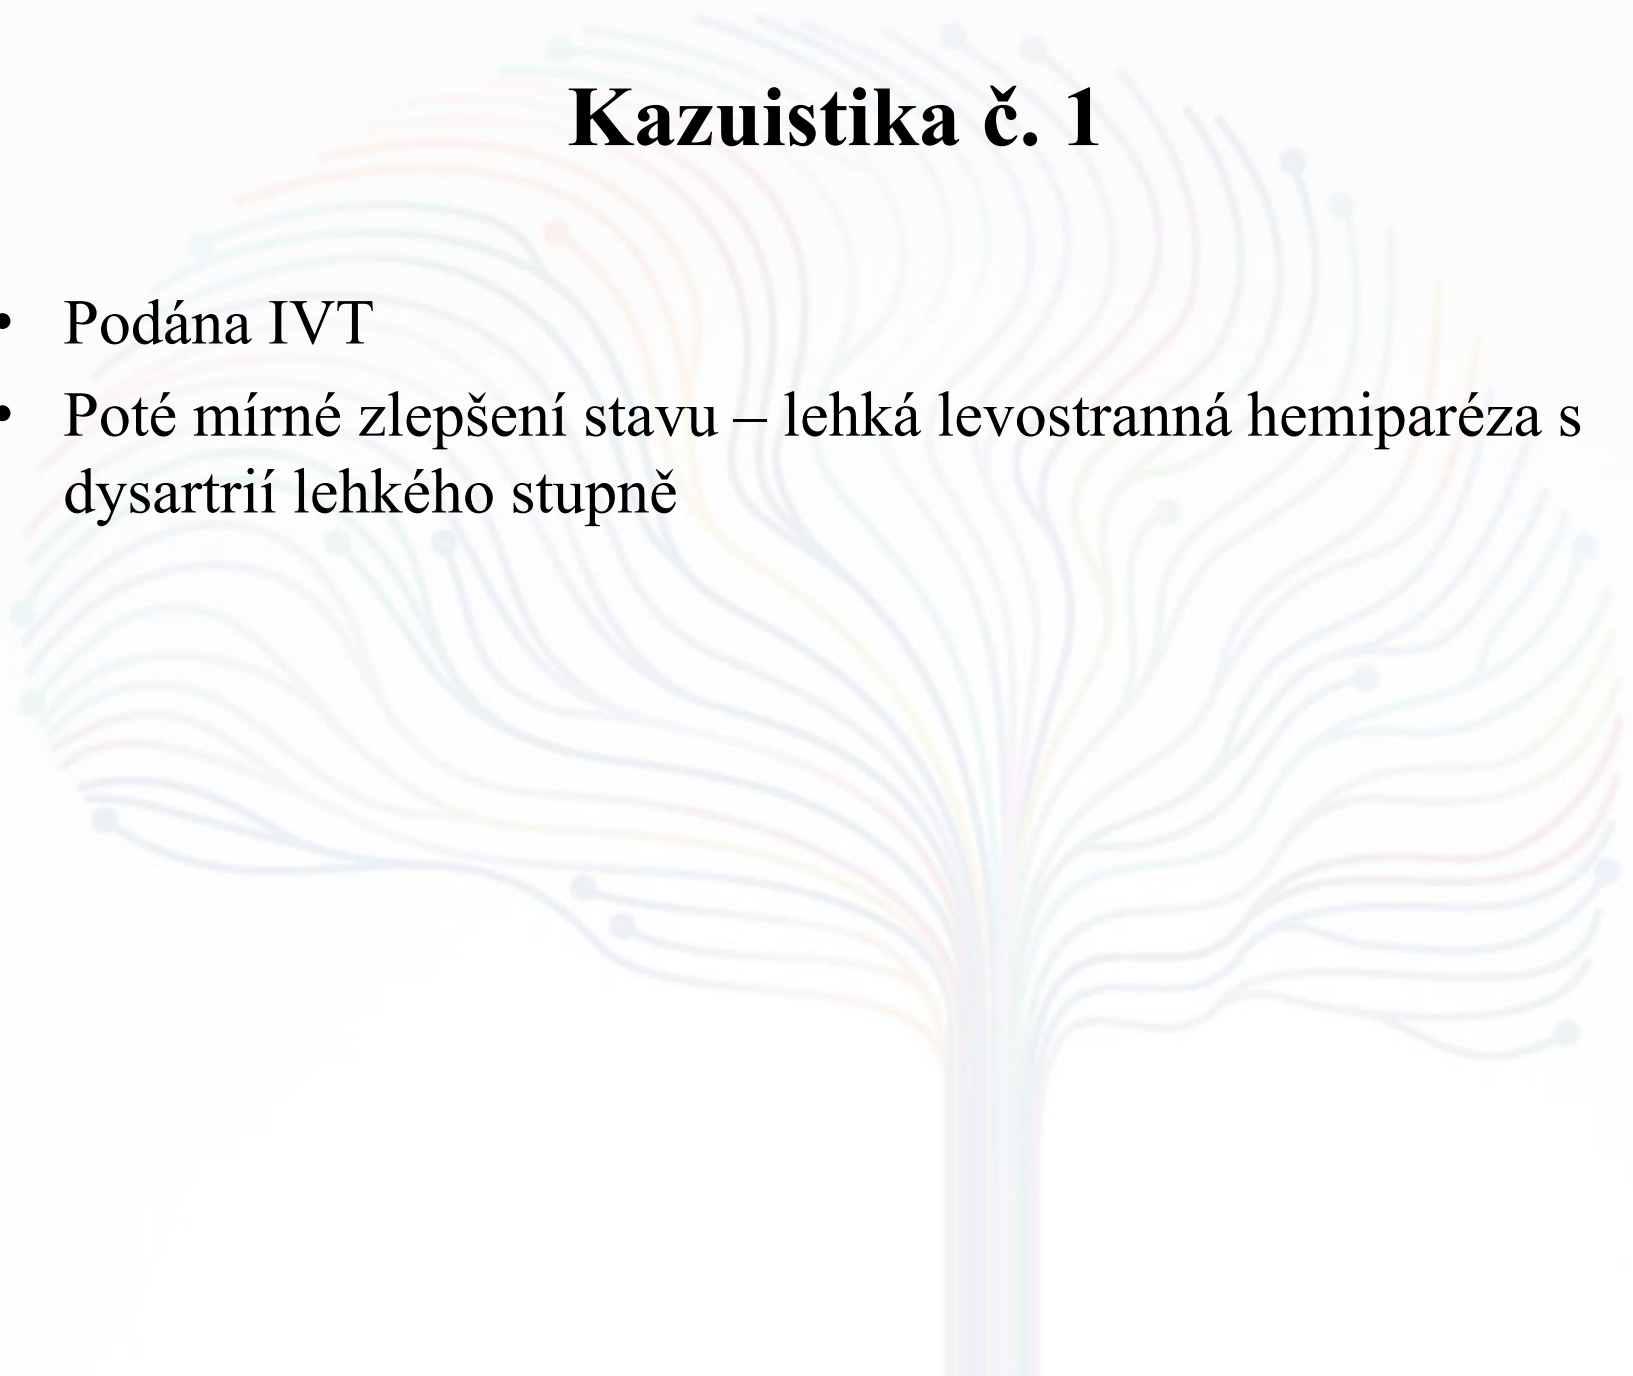 Kazuistika č. 1
• Podána IVT
• Poté mírné zlepšení stavu – lehká levostranná hemiparéza s
dysartrií lehkého stupně